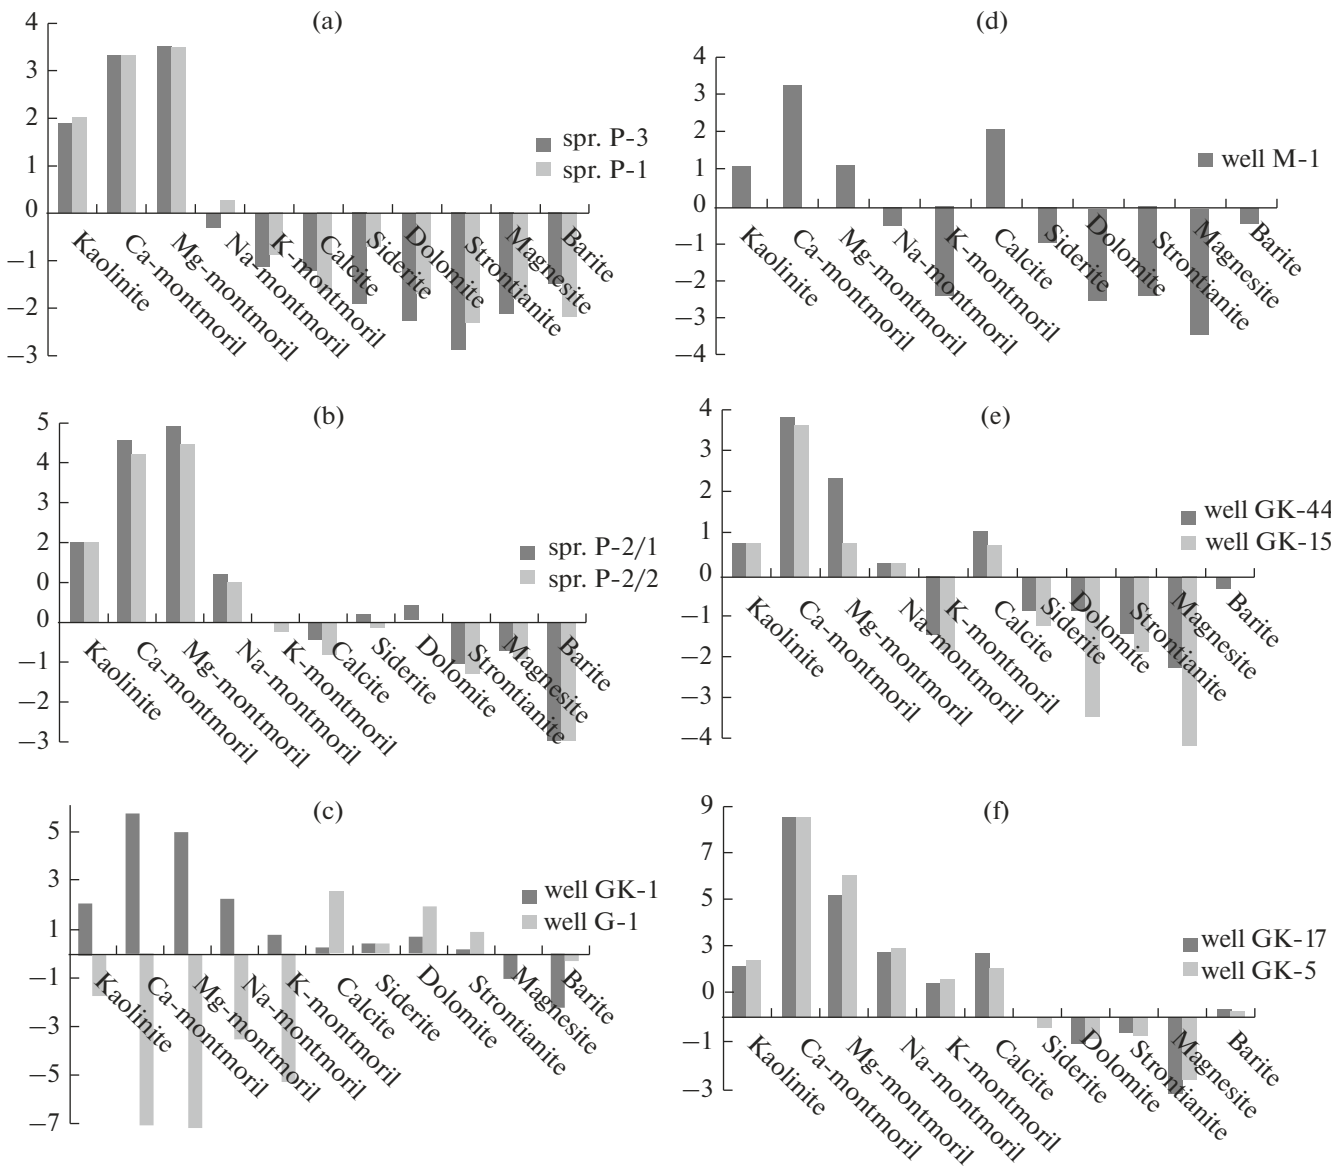 (a)
4
3
2
1
0
−1
−2
−3
spr. P-3
spr. P-1
Kaolinite
Ca-montmoril
Mg-montmoril
Na-montmoril
K-montmoril
Calcite
Siderite
Dolomite
Strontianite
Magnesite
Barite
(d)
4
3
2
1
0
−1
−2
−3
−4
well M-1
Kaolinite
Ca-montmoril
Mg-montmoril
Na-montmoril
K-montmoril
Calcite
Siderite
Dolomite
Strontianite
Magnesite
Barite
(b)
5
4
3
2
0
0
−1
−2
−3
spr. P-2/1
spr. P-2/2
Kaolinite
Ca-montmoril
Mg-montmoril
Na-montmoril
K-montmoril
Calcite
Siderite
Dolomite
Strontianite
Magnesite
Barite
(e)
4
3
2
1
0
−1
−2
−3
−4
well GK-44
well GK-15
Kaolinite
Ca-montmoril
Mg-montmoril
Na-montmoril
K-montmoril
Calcite
Siderite
Dolomite
Strontianite
Magnesite
Barite
(c)
5
3
1
−1
−3
−5
−7
well GK-1
well G-1
Kaolinite
Ca-montmoril
Mg-montmoril
Na-montmoril
K-montmoril
Calcite
Siderite
Dolomite
Strontianite
Magnesite
Barite
(f)
9
7
5
3
0
−1
−3
well GK-17
well GK-5
Kaolinite
Ca-montmoril
Mg-montmoril
Na-montmoril
K-montmoril
Calcite
Siderite
Dolomite
Strontianite
Magnesite
Barite